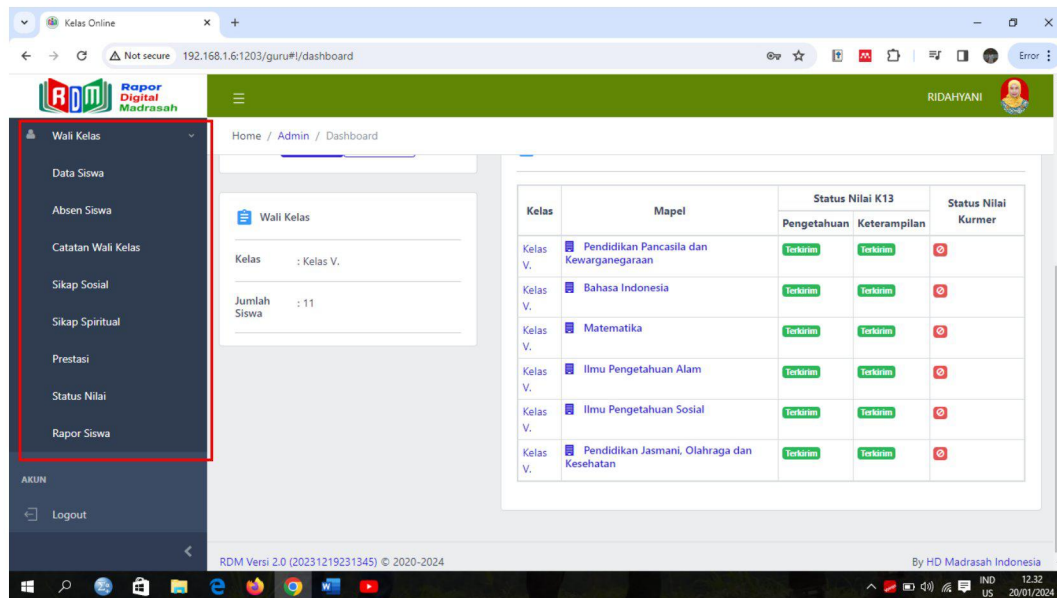 Kelas Online
Not secure 192.168.1.6:1203/guru#!/dashboard
Error
RDM Rapor
Digital
Madrasah
RIDAHYANI
Wali Kelas
Data Siswa
Absen Siswa
Catatan Wali Kelas
Sikap Sosial
Sikap Spiritual
Prestasi
Status Nilai
Rapor Siswa
AKUN
Logout
Home / Admin / Dashboard
Wali Kelas
Kelas : Kelas V.
Jumlah : 11
Siswa
Kelas Mapel Status Nilai K13 Status Nilai
Kurmer
Pengetahuan Keterampilan
Kelas Pendidikan Pancasila dan Terkirim Terkirim
V. Kewarganegaraan
Kelas Bahasa Indonesia Terkirim Terkirim
V.
Kelas Matematika Terkirim Terkirim
V.
Kelas Ilmu Pengetahuan Alam Terkirim Terkirim
V.
Kelas Ilmu Pengetahuan Sosial Terkirim Terkirim
V.
Kelas Pendidikan Jasmani, Olahraga dan Terkirim Terkirim
V. Kesehatan
RDM Versi 2.0 (20231219231345) © 2020-2024 By HD Madrasah Indonesia
IND 12.32
US 20/01/2024